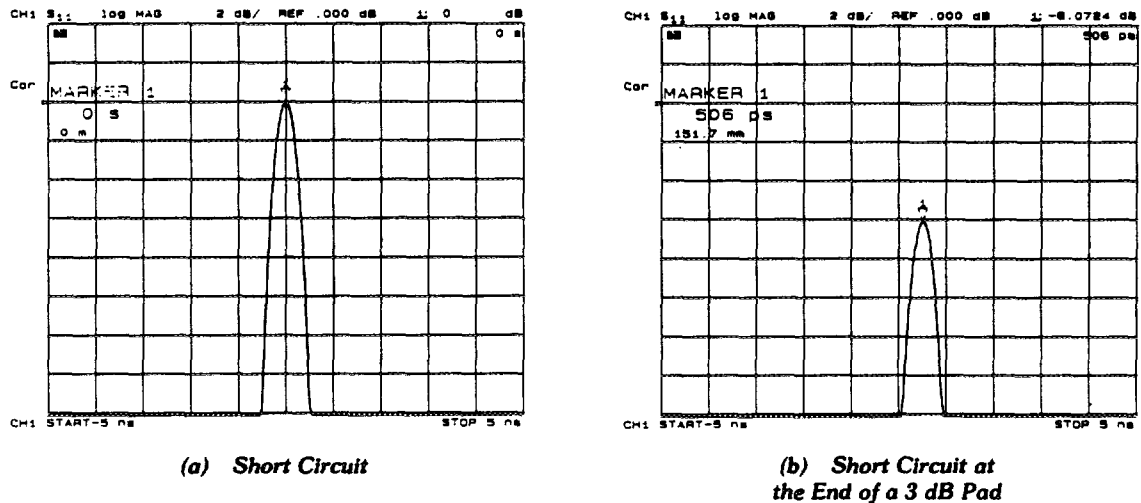 CH1 S11 log MAG 2 dB/ REF .000 dB 1: 0 dB
0 s
Cor
MARKER 1
0 s
0 m
1
CH1 START-5 ns STOP 5 ns
(a) Short Circuit
CH1 S11 log MAG 2 dB/ REF .000 dB 1:-6.0724 dB
506 ps
Cor
MARKER 1
506 ps
151.7 mm
1
CH1 START-5 ns STOP 5 ns
(b) Short Circuit at
the End of a 3 dB Pad